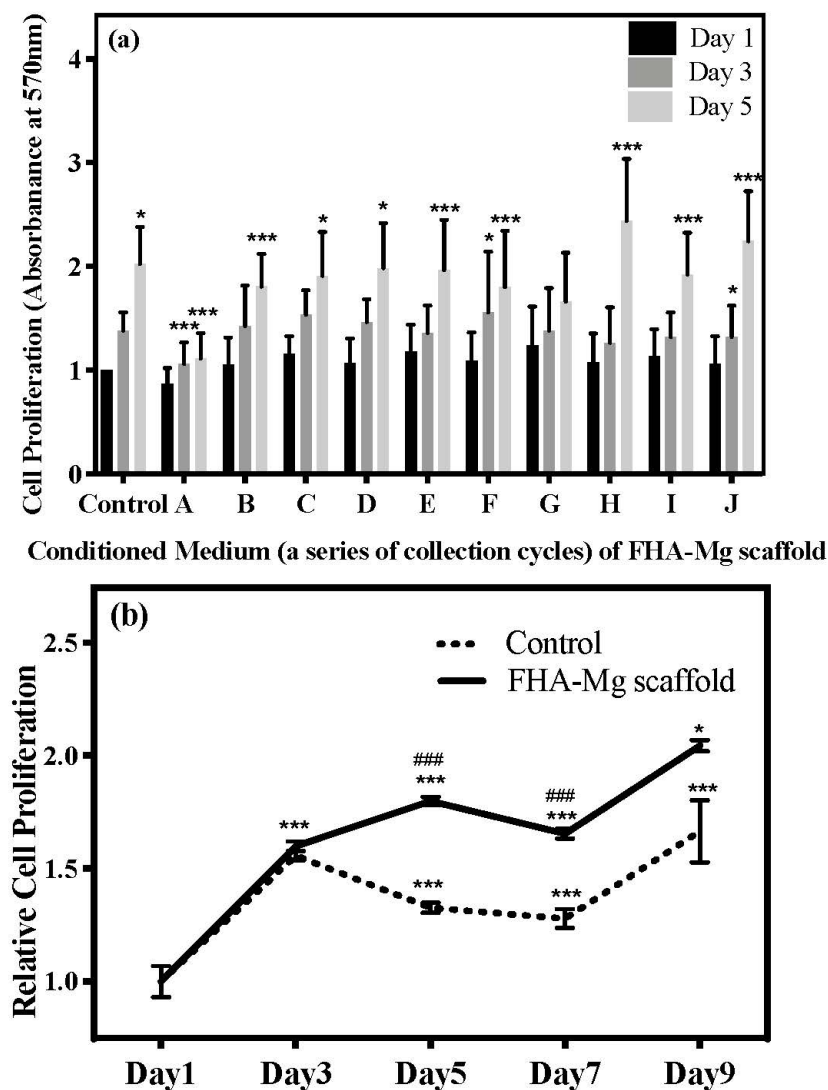 (a)
Day 1
Day 3
Day 5
Cell Proliferation (Absorbanance at 570nm)
4
3
2
1
0
*
***
***
***
*
*
***
*
***
***
***
*
***
Control A B C D E F G H I J
Conditioned Medium (a series of collection cycles) of FHA-Mg scaffold
(b)
Control
FHA-Mg scaffold
Relative Cell Proliferation
2.5
2.0
1.5
1.0
***
###
***
***
###
***
***
*
***
Day1 Day3 Day5 Day7 Day9